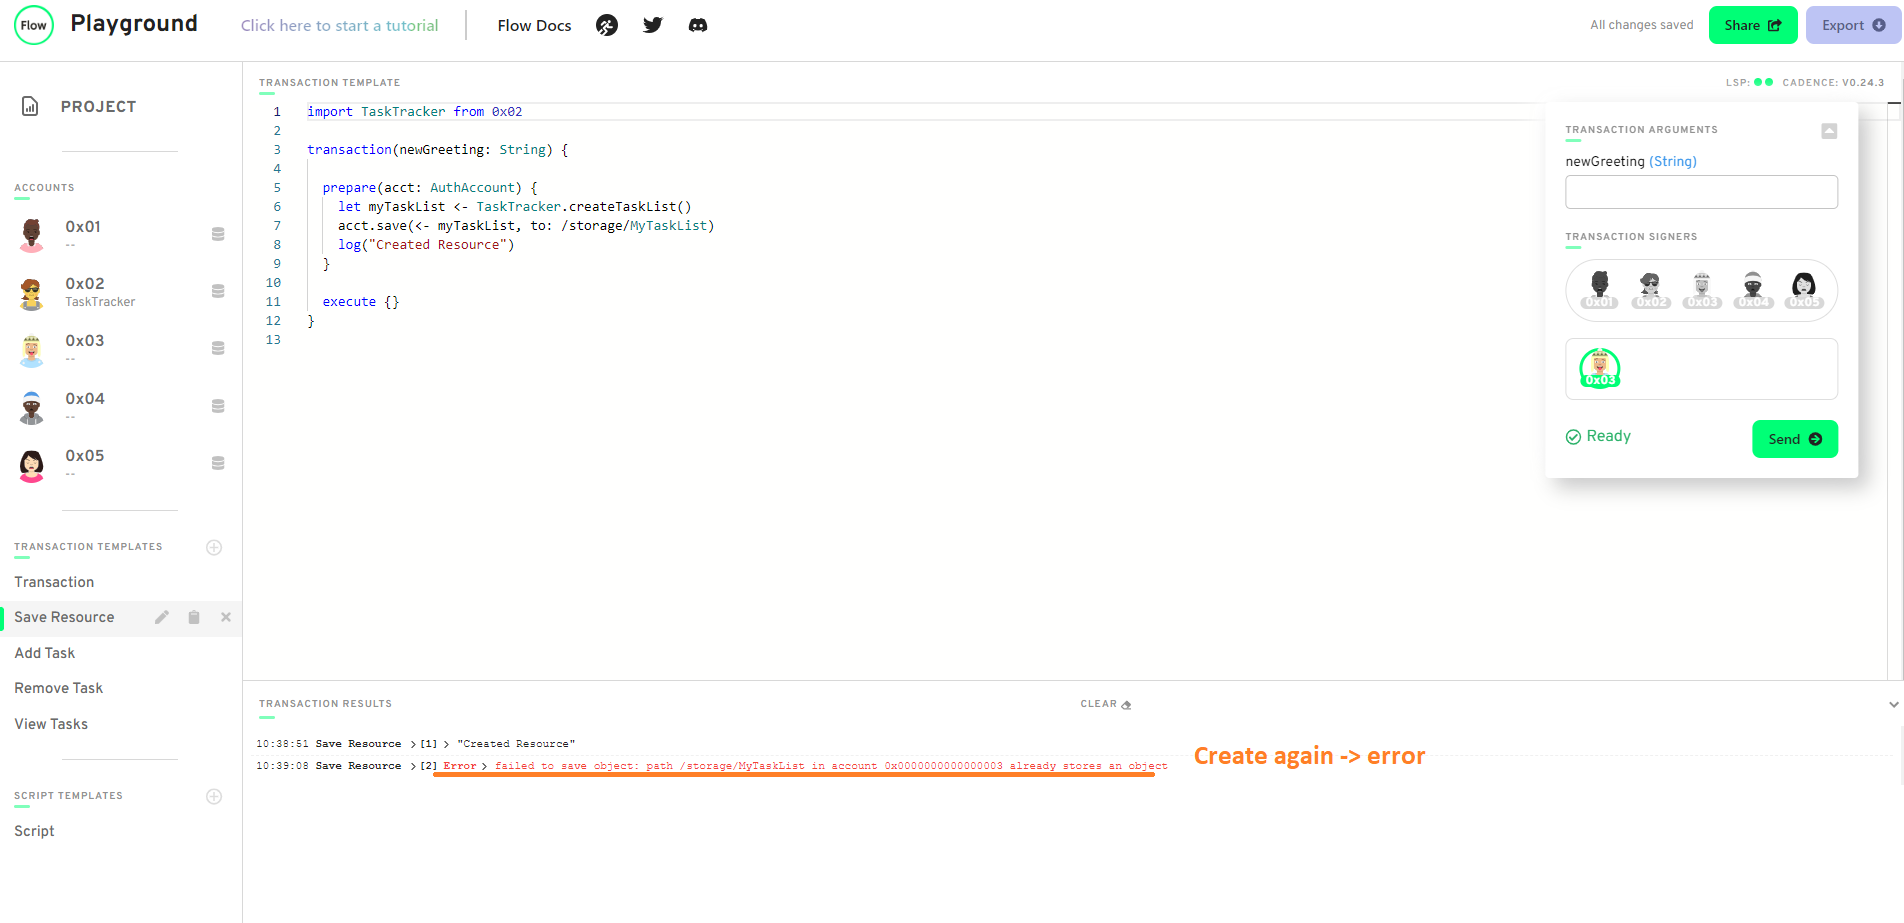 Flow Playground Click here to start a tutorial Flow Docs All changes saved Share Export
PROJECT
ACCOUNTS
0x01
--
0x02
TaskTracker
0x03
--
0x04
--
0x05
--
TRANSACTION TEMPLATES
Transaction
Save Resource
Add Task
Remove Task
View Tasks
SCRIPT TEMPLATES
Script
TRANSACTION TEMPLATE
LSP: CADENCE: V0.24.3
1 import TaskTracker from 0x02
2
3 transaction(newGreeting: String) {
4
5 prepare(acct: AuthAccount) {
6 let myTaskList <- TaskTracker.createTaskList()
7 acct.save(<- myTaskList, to: /storage/MyTaskList)
8 log("Created Resource")
9 }
10
11 execute {}
12 }
13
TRANSACTION ARGUMENTS
newGreeting (String)
TRANSACTION SIGNERS
0x01 0x02 0x03 0x04 0x05
0x03
Ready Send
TRANSACTION RESULTS CLEAR
10:38:51 Save Resource > [1] > "Created Resource"
10:39:08 Save Resource > [2] Error > failed to save object: path /storage/MyTaskList in account 0x0000000000000003 already stores an object
Create again -> error